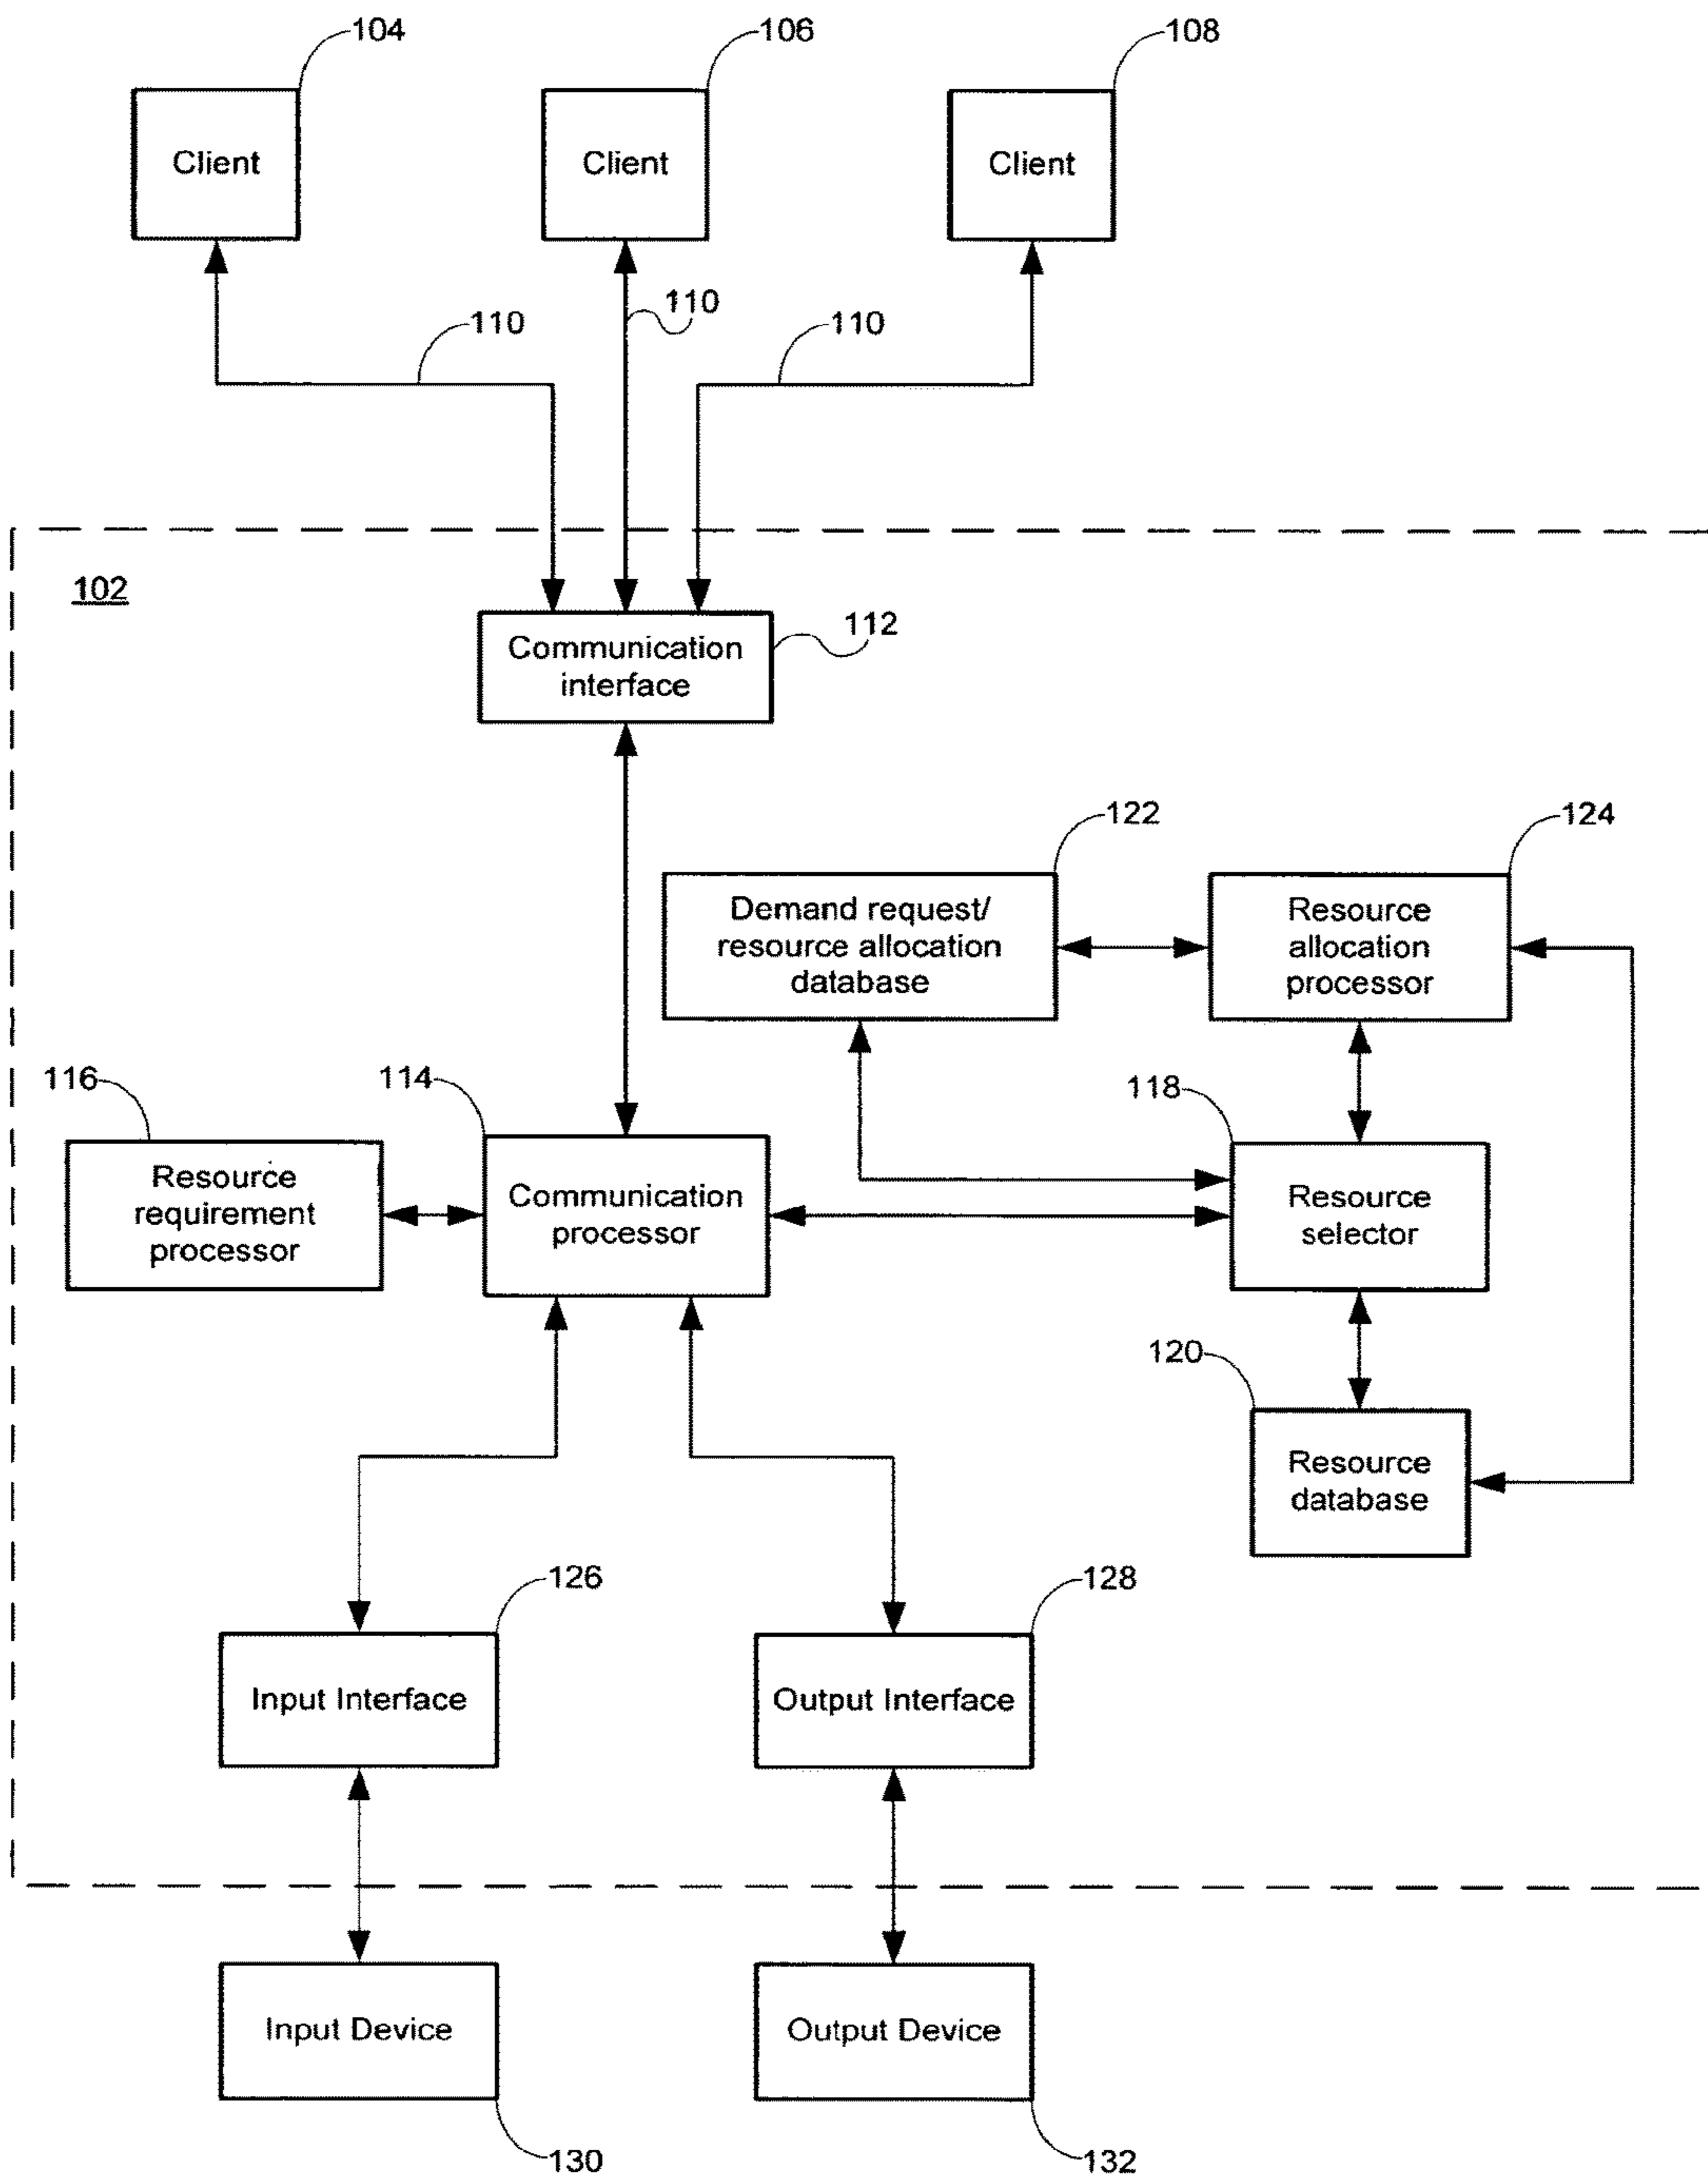 104
106
108
Client
Client
Client
110
110
110
102
112
Communication
interface
122
124
Demand request/
resource allocation
database
Resource
allocation
processor
116
114
118
Resource
requirement
processor
Communication
processor
Resource
selector
120
Resource
database
126
128
Input Interface
Output Interface
Input Device
Output Device
130
132